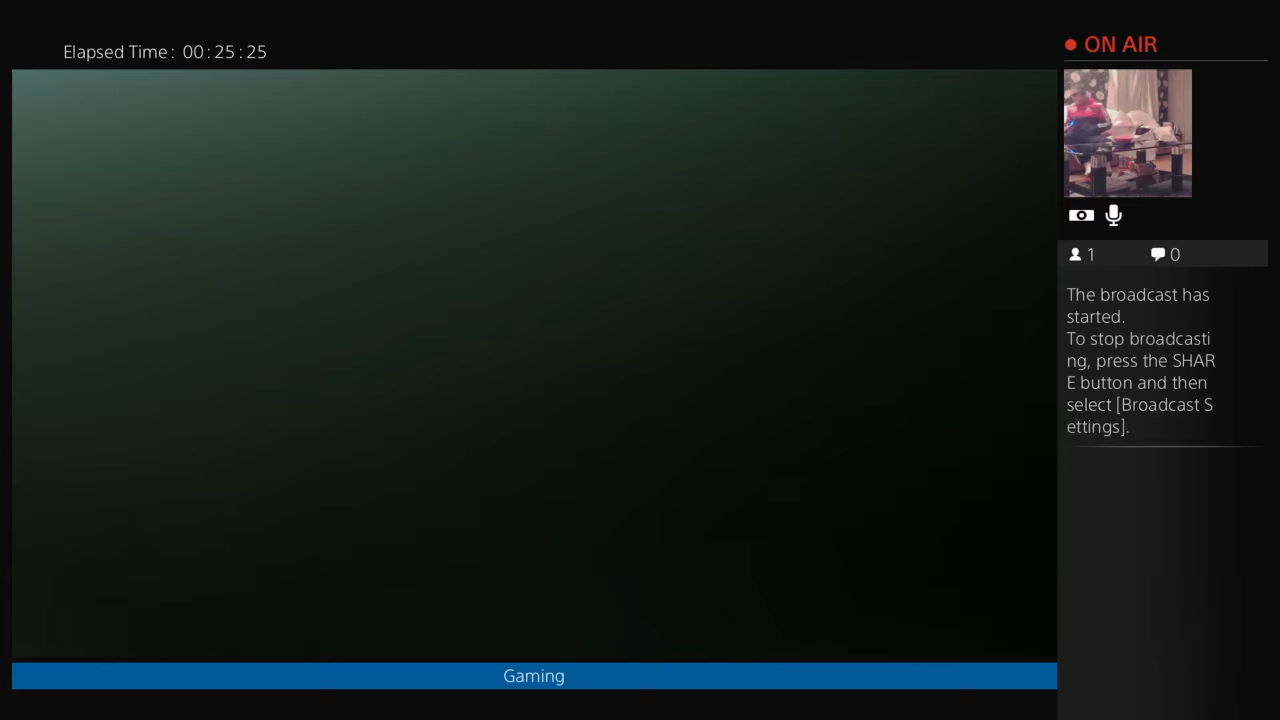 Elapsed Time: 00:25:25
ON AIR
1 0
The broadcast has
started.
To stop broadcasti
ng, press the SHAR
E button and then
select [Broadcast S
ettings].
Gaming